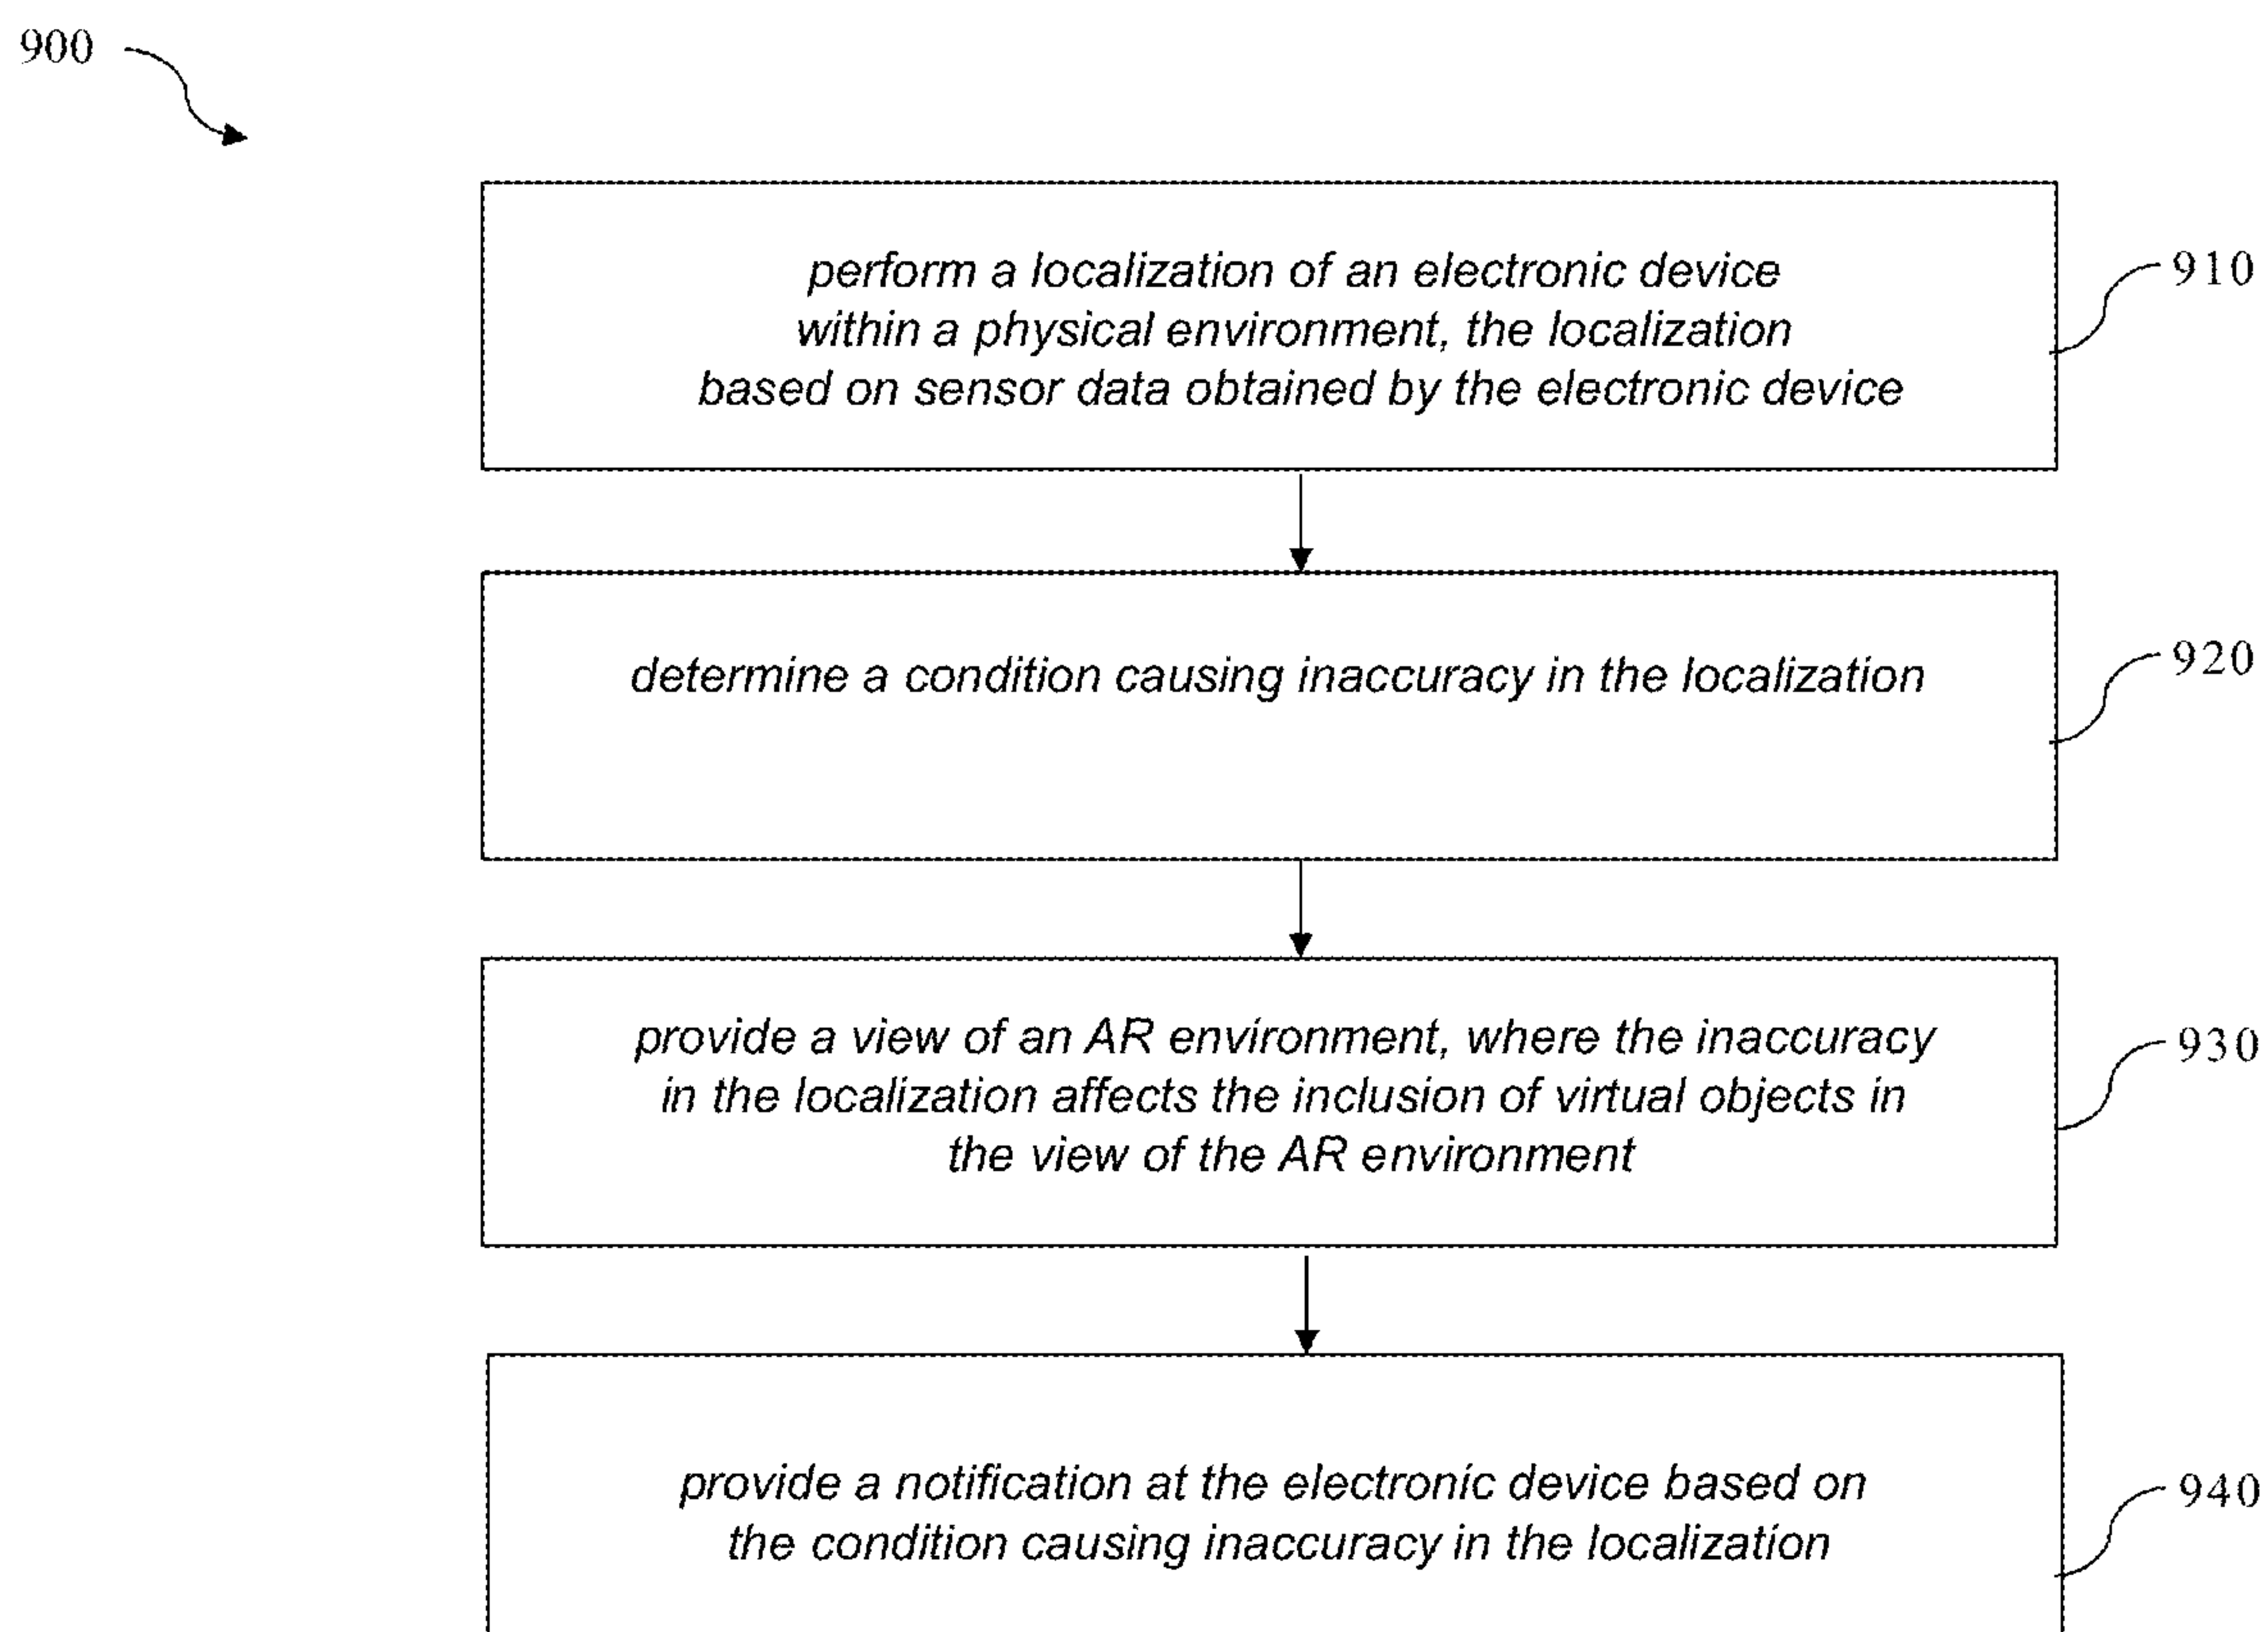 900
perform a localization of an electronic device
within a physical environment, the localization
based on sensor data obtained by the electronic device
910
determine a condition causing inaccuracy in the localization
920
provide a view of an AR environment, where the inaccuracy
in the localization affects the inclusion of virtual objects in
the view of the AR environment
930
provide a notification at the electronic device based on
the condition causing inaccuracy in the localization
940